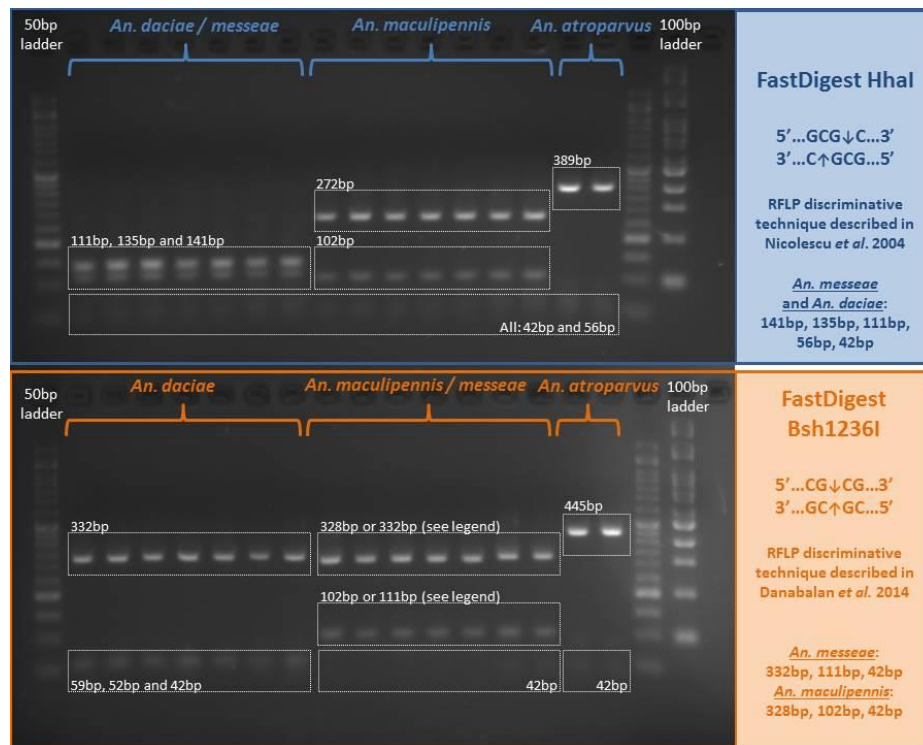 50bp
ladder
An. daciae / messeae
An. maculipennis
An. atroparvus
100bp
ladder
389bp
272bp
111bp, 135bp and 141bp
102bp
All: 42bp and 56bp
FastDigest HhaI
5’…GCG↓C…3’
3’…C↑GCG…5’
RFLP discriminative
technique described in
Nicolescu et al. 2004
An. messeae
and An. daciae:
141bp, 135bp, 111bp,
56bp, 42bp
50bp
ladder
An. daciae
An. maculipennis / messeae
An. atroparvus
100bp
ladder
445bp
332bp
328bp or 332bp (see legend)
102bp or 111bp (see legend)
59bp, 52bp and 42bp
42bp
42bp
FastDigest
Bsh1236I
5’…CG↓CG…3’
3’…GC↑GC…5’
RFLP discriminative
technique described in
Danabalan et al. 2014
An. messeae:
332bp, 111bp, 42bp
An. maculipennis:
328bp, 102bp, 42bp